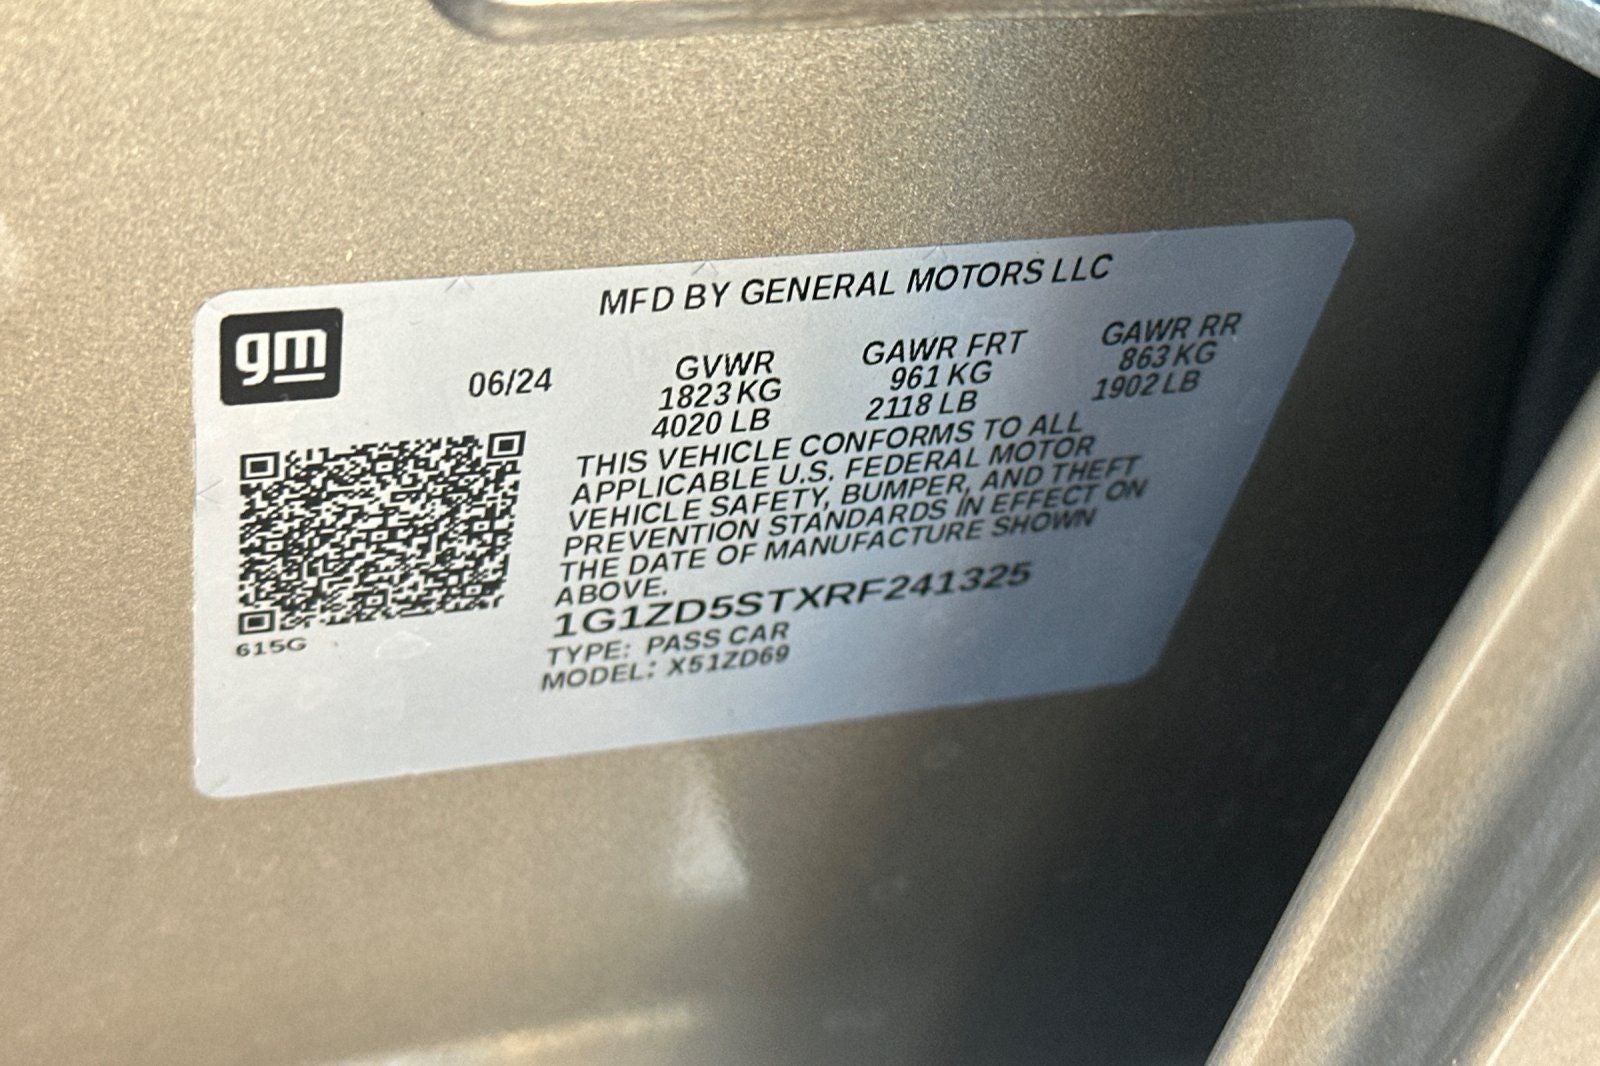 gm
MFD BY GENERAL MOTORS LLC
06/24 GVWR GAWR FRT GAWR RR
1823 KG 961 KG 863 KG
4020 LB 2118 LB 1902 LB
THIS VEHICLE CONFORMS TO ALL
APPLICABLE U.S. FEDERAL MOTOR
VEHICLE SAFETY, BUMPER, AND THEFT
PREVENTION STANDARDS IN EFFECT ON
THE DATE OF MANUFACTURE SHOWN
ABOVE.
1G1ZD5STXRF241325
TYPE: PASS CAR
MODEL: X51ZD69
615G